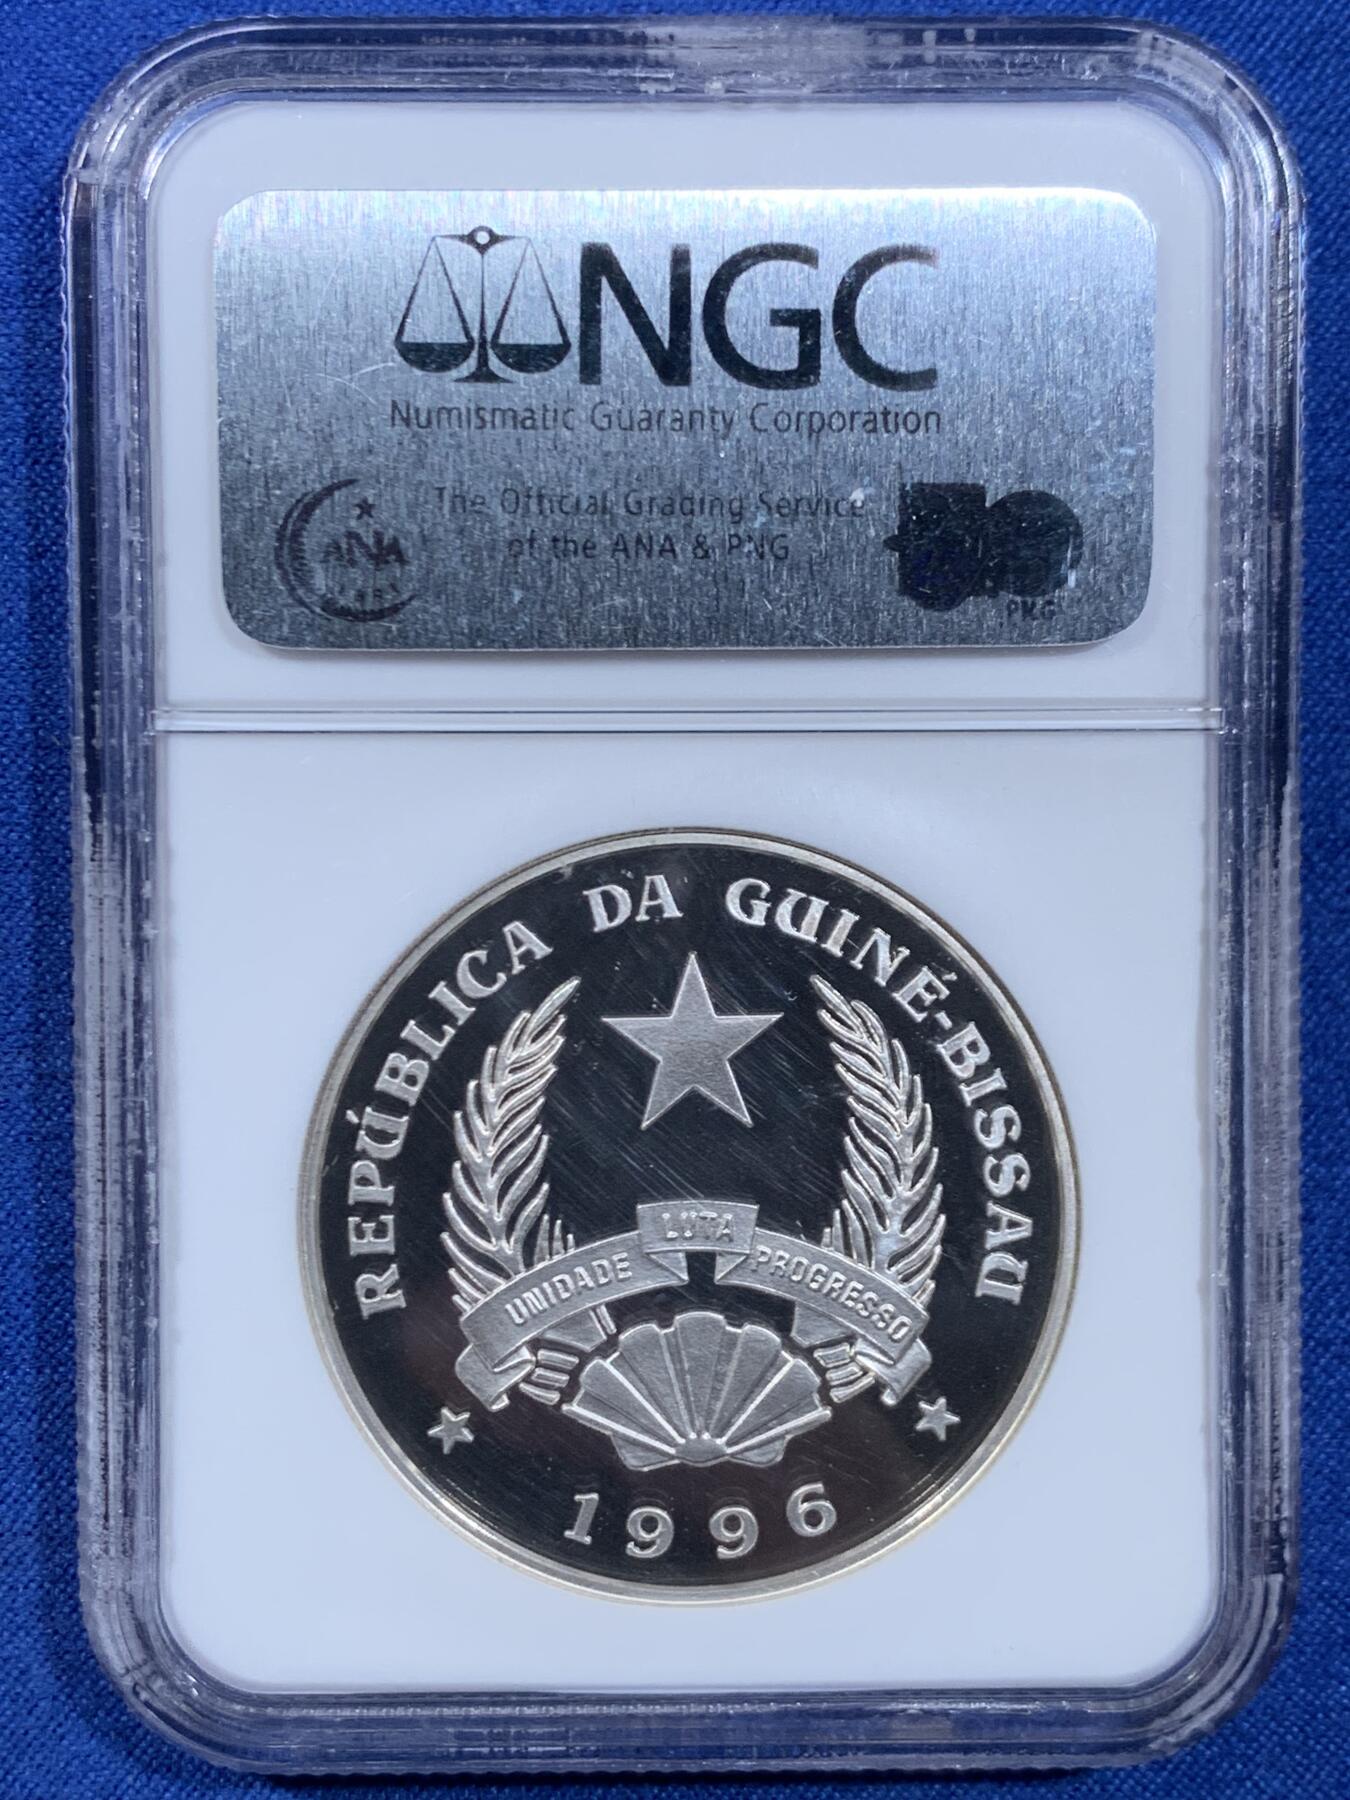 NGC
Numismatic Guaranty Corporation
The Official Grading Service
of the ANA & PNG
ANA
PNG
REPÚBLICA DA GUINÉ-BISSAU
LUTA
UNIDADE PROGRESSO
1996